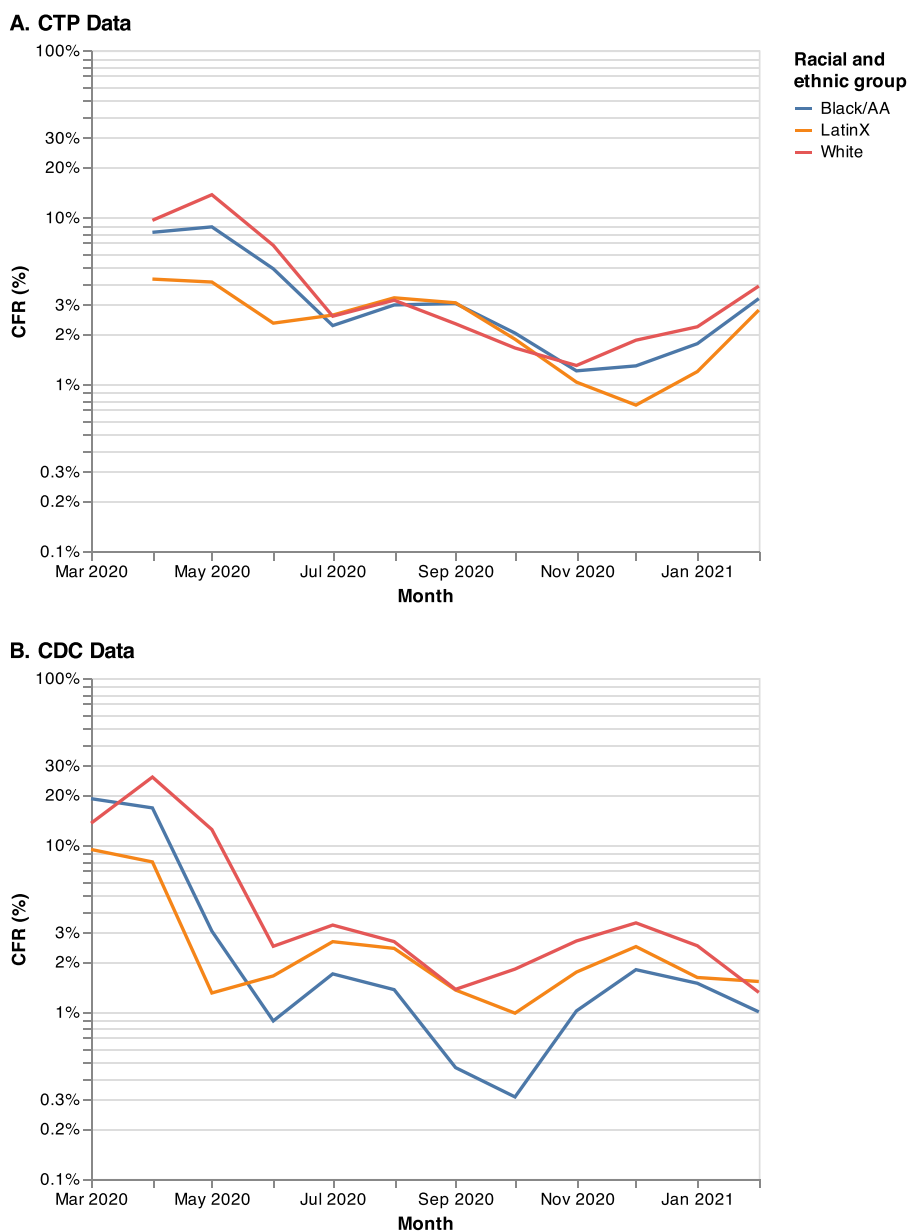 A. CTP Data
100%
30%
20%
10%
3%
2%
1%
0.3%
0.2%
0.1%
CFR (%)
Mar 2020 May 2020 Jul 2020 Sep 2020 Nov 2020 Jan 2021
Month
Racial and
ethnic group
Black/AA
LatinX
White
B. CDC Data
100%
30%
20%
10%
3%
2%
1%
0.3%
0.2%
0.1%
CFR (%)
Mar 2020 May 2020 Jul 2020 Sep 2020 Nov 2020 Jan 2021
Month